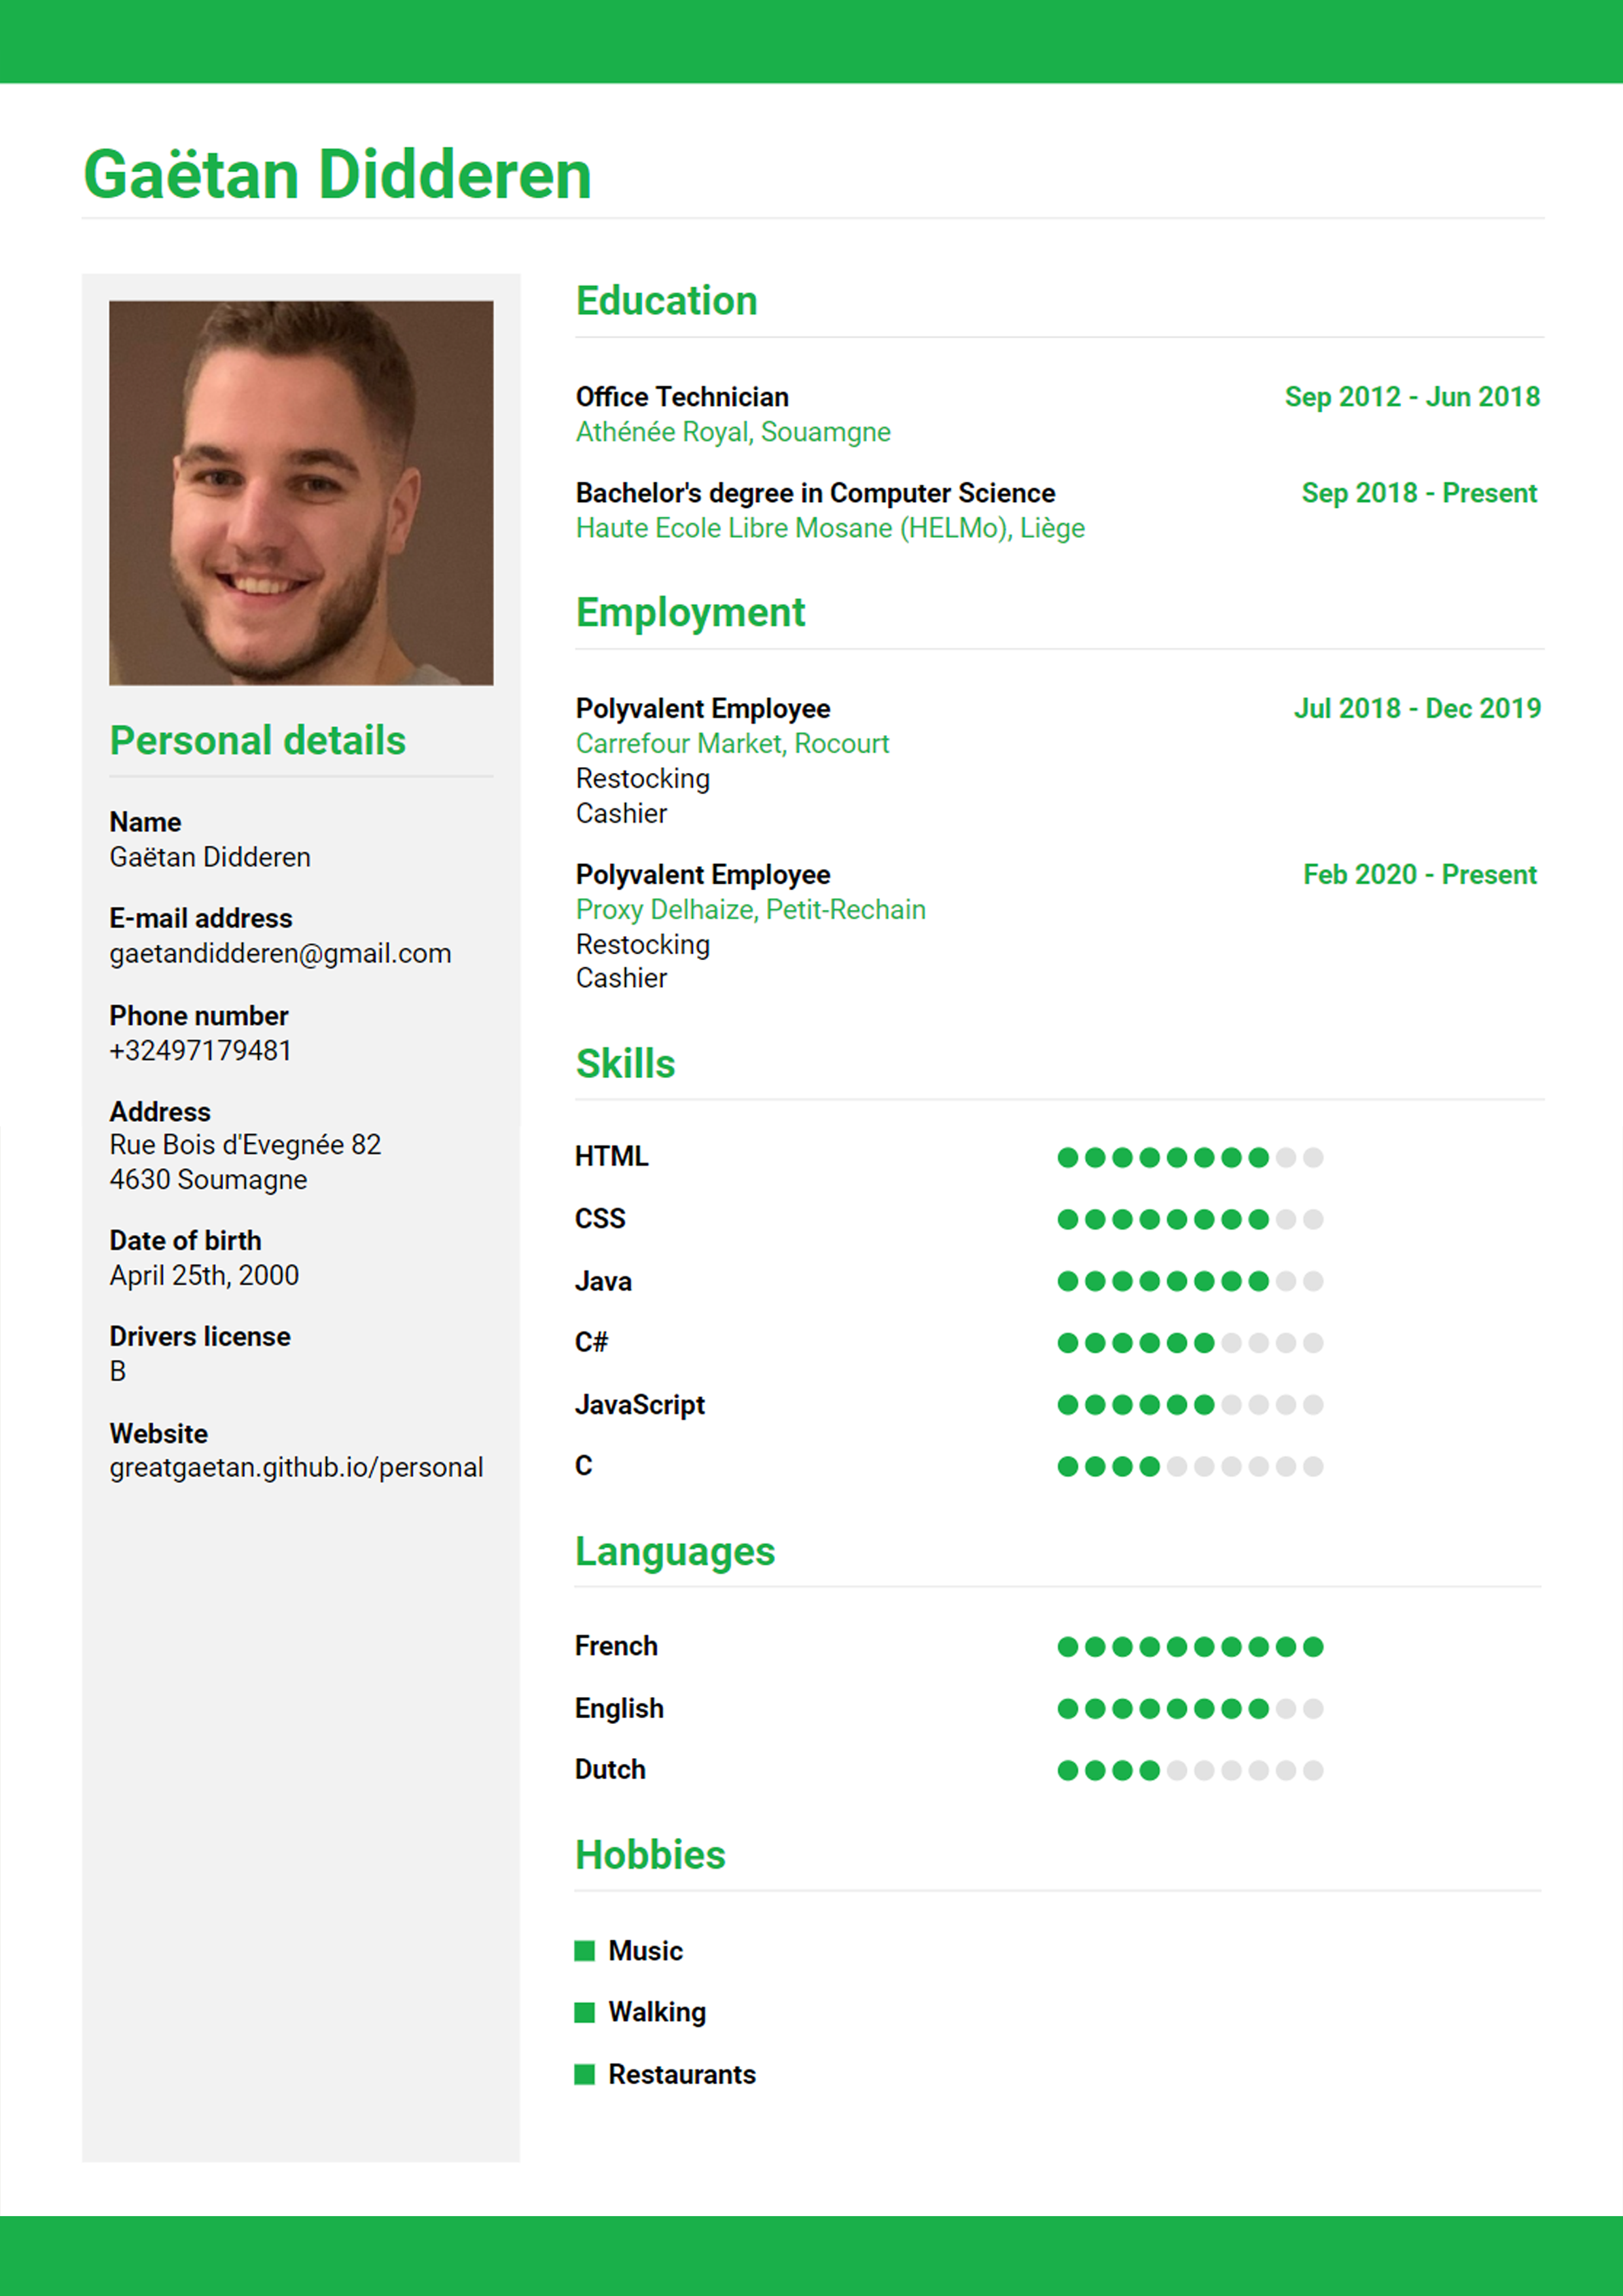 Gaëtan Didderen
Personal details
Name
Gaëtan Didderen
E-mail address
gaetandidderen@gmail.com
Phone number
+32497179481
Address
Rue Bois d'Evegnée 82
4630 Soumagne
Date of birth
April 25th, 2000
Drivers license
B
Website
greatgaetan.github.io/personal
Education
Office Technician Sep 2012 - Jun 2018
Athénée Royal, Souamgne
Bachelor's degree in Computer Science Sep 2018 - Present
Haute Ecole Libre Mosane (HELMo), Liège
Employment
Polyvalent Employee Jul 2018 - Dec 2019
Carrefour Market, Rocourt
Restocking
Cashier
Polyvalent Employee Feb 2020 - Present
Proxy Delhaize, Petit-Rechain
Restocking
Cashier
Skills
HTML
CSS
Java
C#
JavaScript
C
Languages
French
English
Dutch
Hobbies
Music
Walking
Restaurants